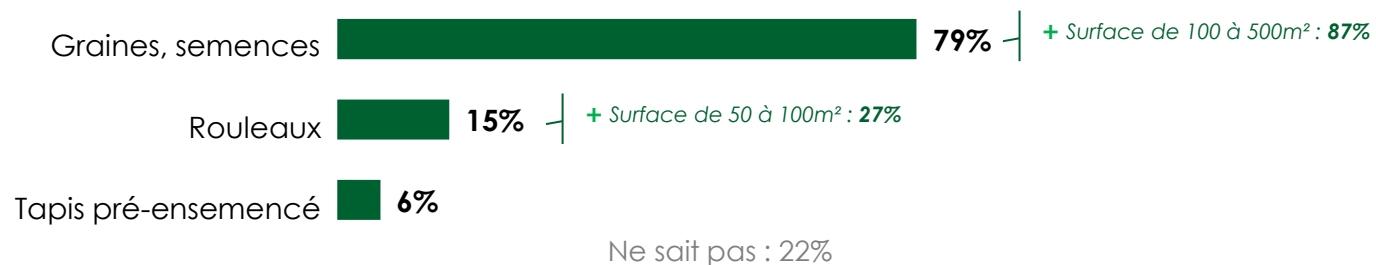 Graines, semences 79% + Surface de 100 à 500m² : 87%
Rouleaux 15% + Surface de 50 à 100m² : 27%
Tapis pré-ensemencé 6%
Ne sait pas : 22%